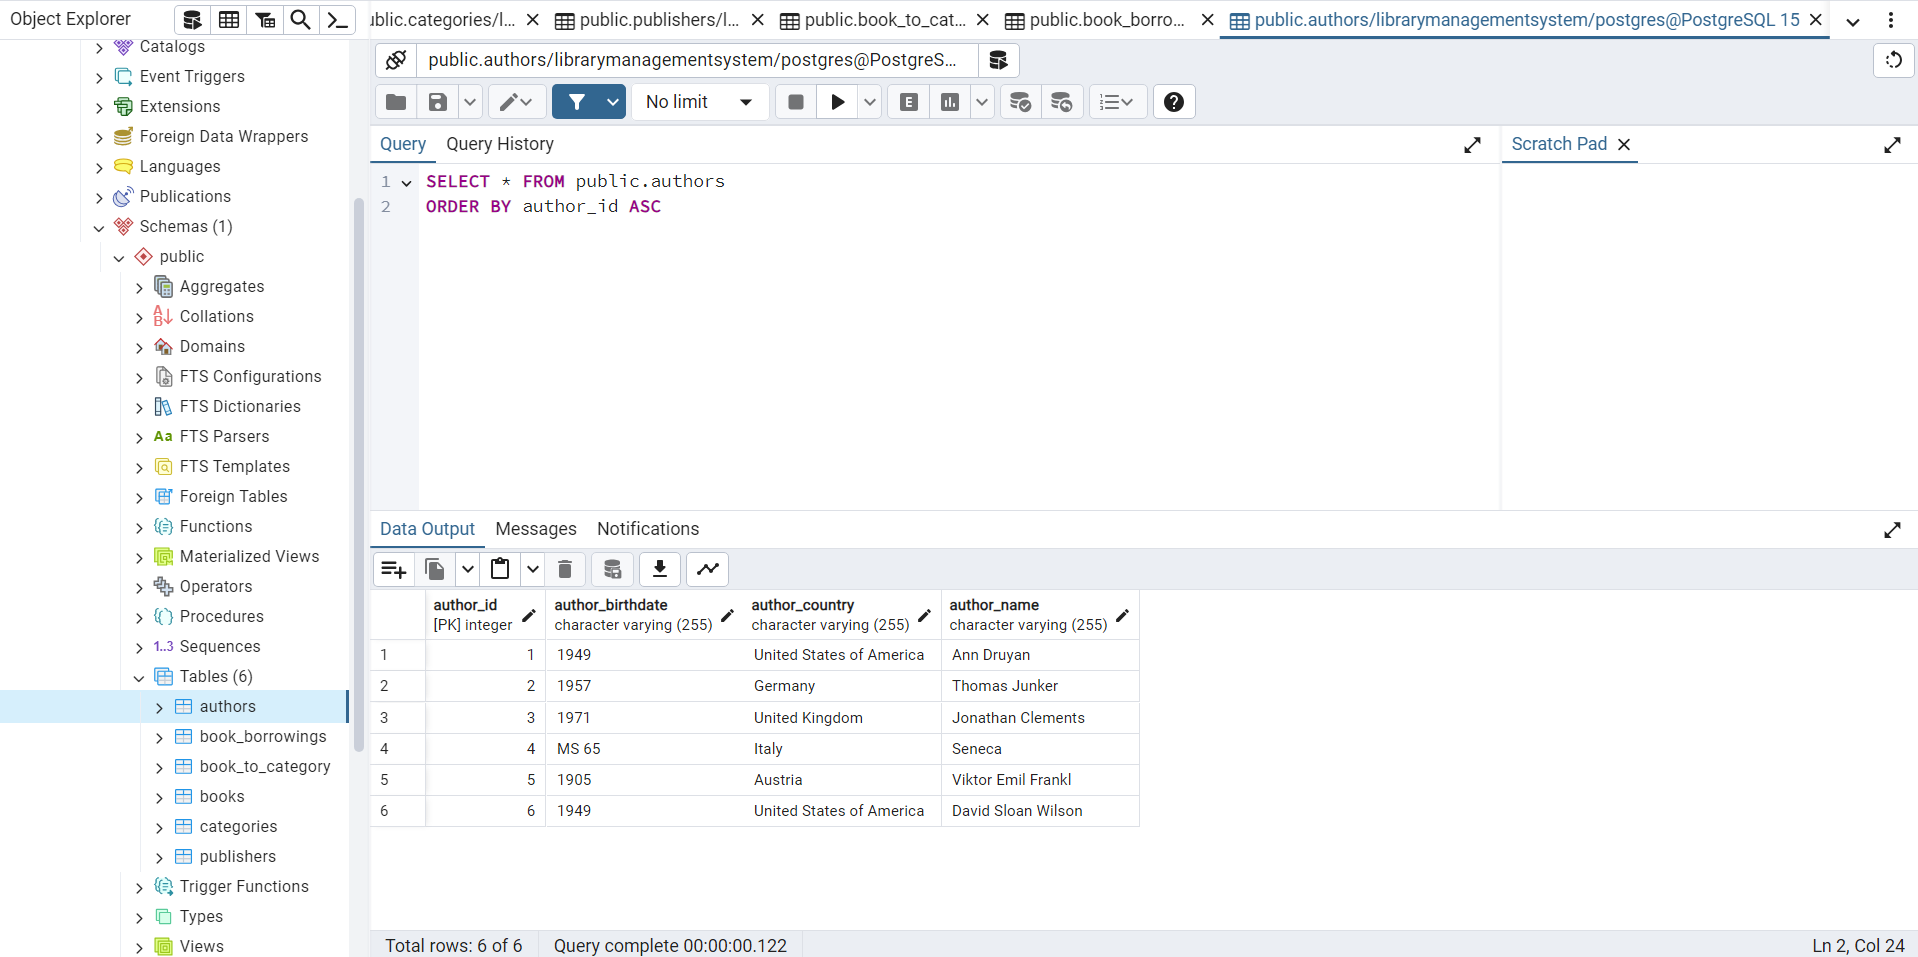 Object Explorer
ublic.categories/l...
public.publishers/l...
public.book_to_cat...
public.book_borro...
public.authors/librarymanagementsystem/postgres@PostgreSQL 15
public.authors/librarymanagementsystem/postgres@PostgreS...
No limit
E
Query
Query History
Scratch Pad
1 SELECT * FROM public.authors
2 ORDER BY author_id ASC
Catalogs
Event Triggers
Extensions
Foreign Data Wrappers
Languages
Publications
Schemas (1)
public
Aggregates
Collations
Domains
FTS Configurations
FTS Dictionaries
Aa FTS Parsers
FTS Templates
Foreign Tables
Functions
Materialized Views
Operators
Procedures
1..3 Sequences
Tables (6)
authors
book_borrowings
book_to_category
books
categories
publishers
Trigger Functions
Types
Views
Data Output
Messages
Notifications
author_id author_birthdate author_country author_name
[PK] integer character varying (255) character varying (255) character varying (255)
1 1 1949 United States of America Ann Druyan
2 2 1957 Germany Thomas Junker
3 3 1971 United Kingdom Jonathan Clements
4 4 MS 65 Italy Seneca
5 5 1905 Austria Viktor Emil Frankl
6 6 1949 United States of America David Sloan Wilson
Total rows: 6 of 6
Query complete 00:00:00.122
Ln 2, Col 24